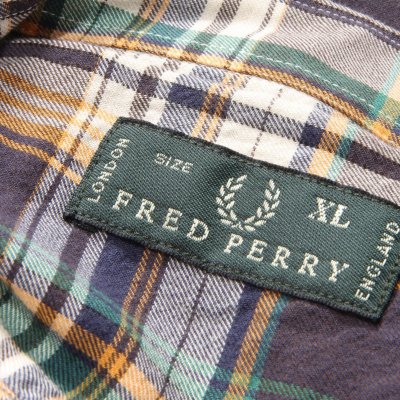 LONDON
SIZE
XL
FRED PERRY
ENGLAND